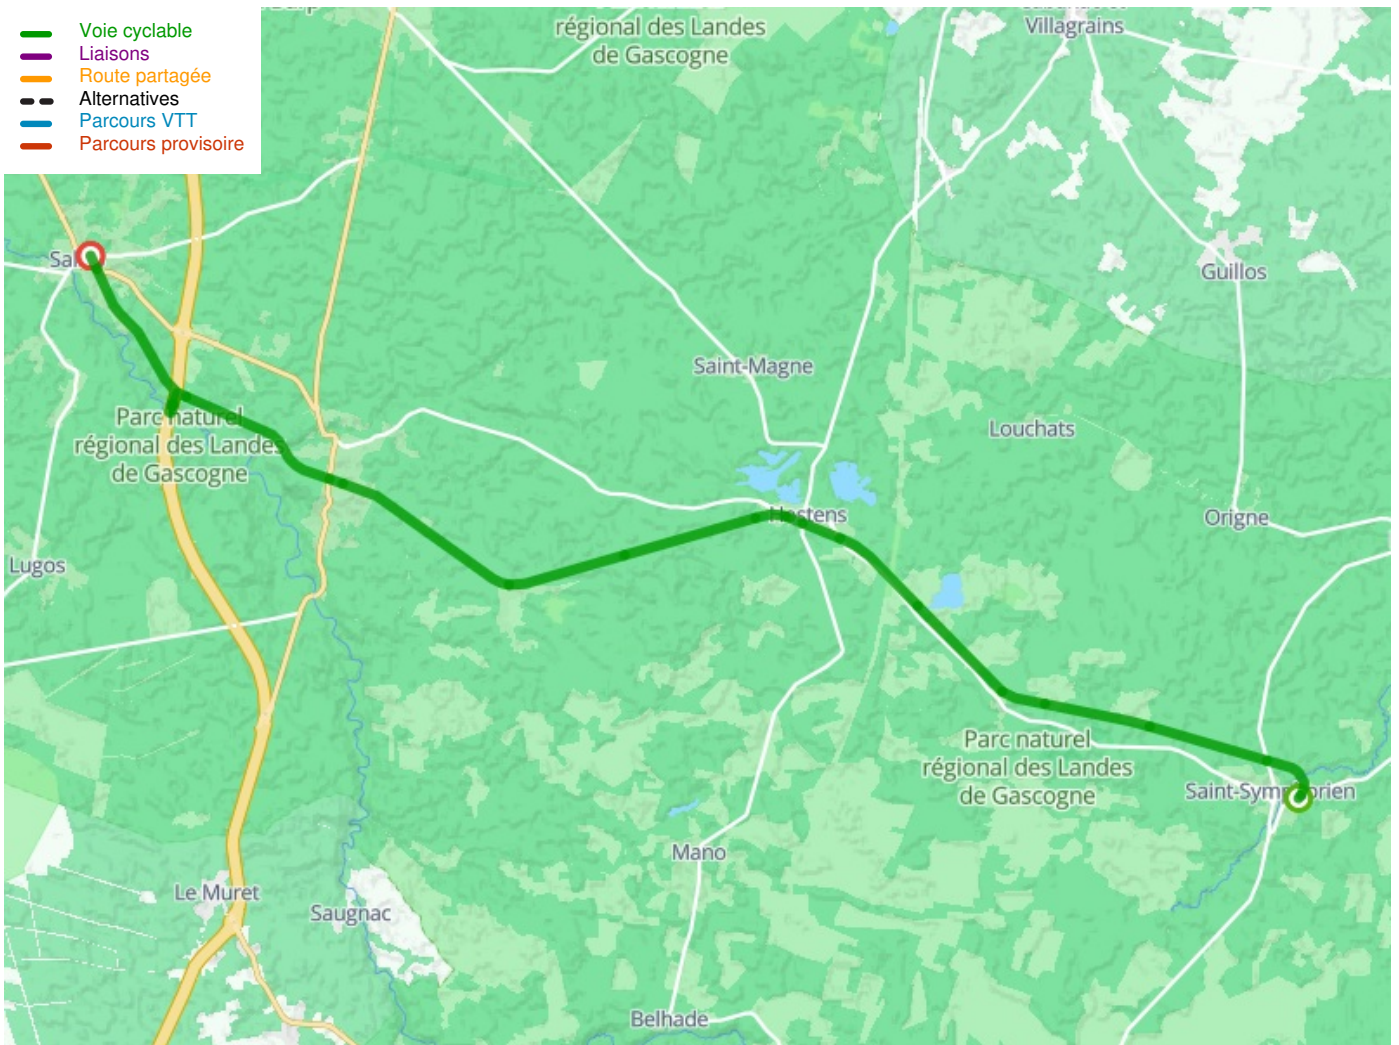 Voie cyclable
Liaisons
Route partagée
Alternatives
Parcours VTT
Parcours provisoire
régional des Landes
de Gascogne
Villagrains
Guillos
Saint-Magne
Parc naturel
régional des Landes
de Gascogne
Louchats
Hostens
Origne
Lugos
Parc naturel
régional des Landes
de Gascogne
Mano
Le Muret
Saugnac
Belhade